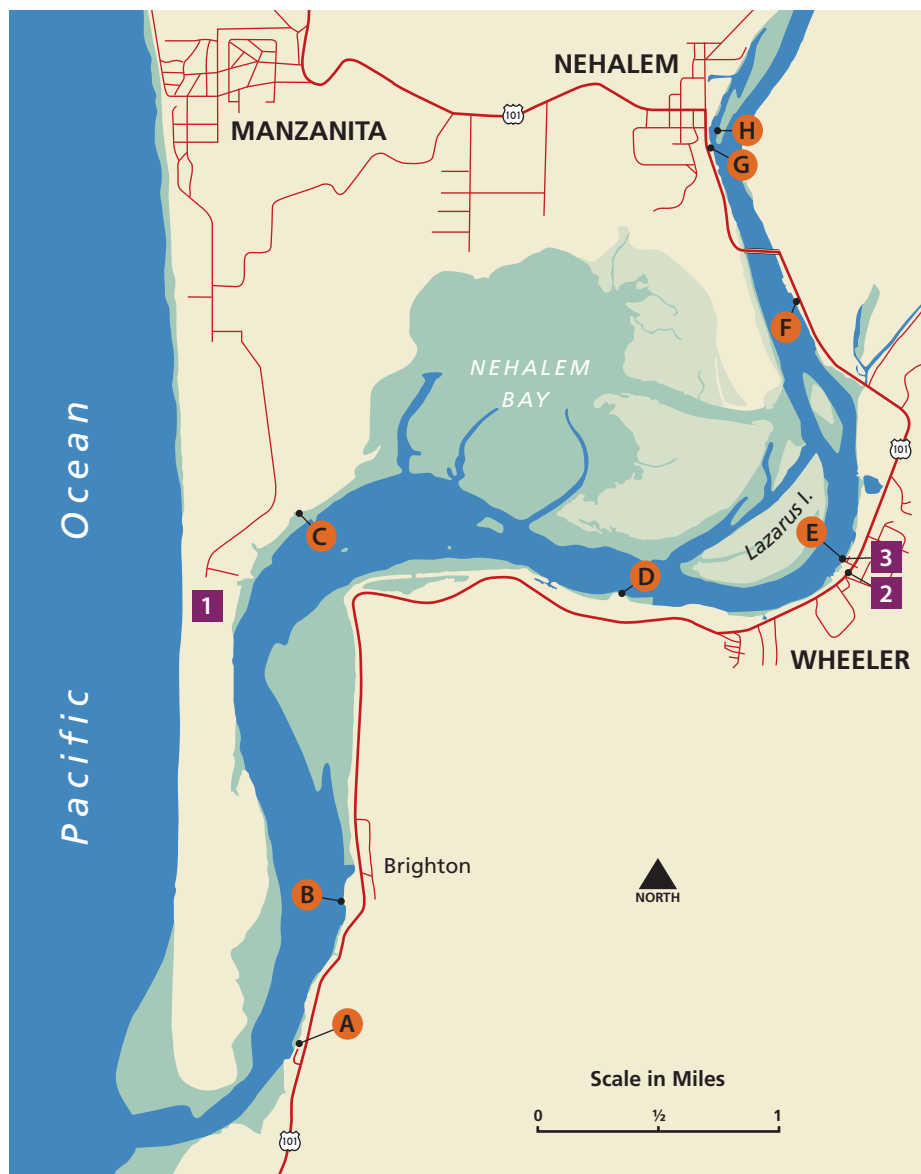 NEHALEM
MANZANITA
101
H
G
F
NEHALEM
BAY
Pacific Ocean
101
C
Lazarus I.
E
3
D
2
1
WHEELER
Brighton
B
NORTH
A
Scale in Miles
0 ½ 1
101